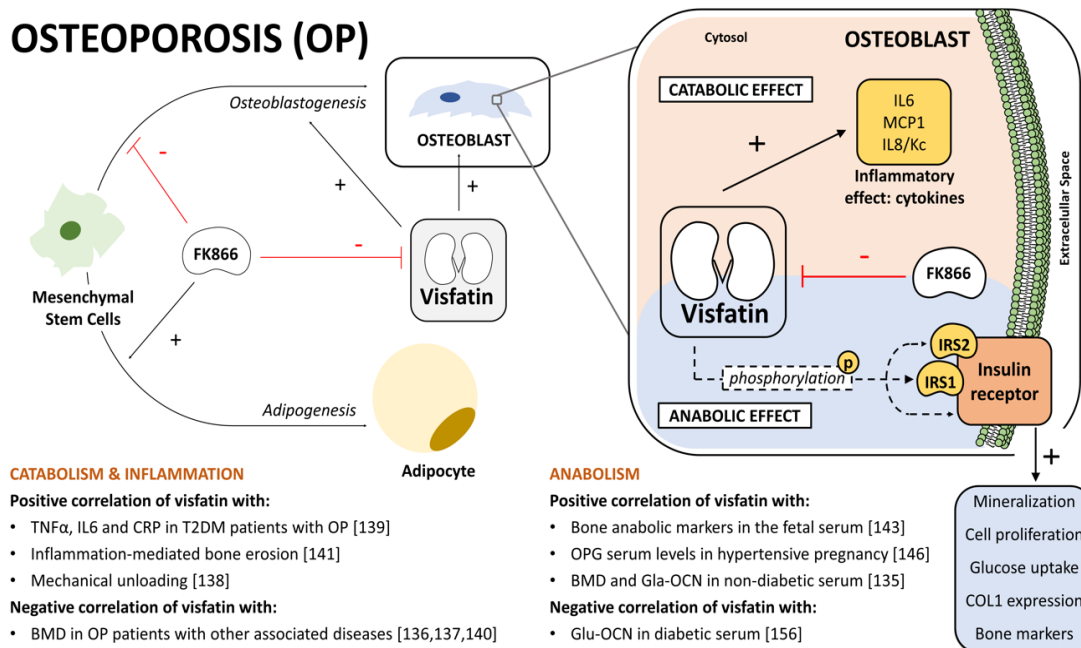 OSTEOPOROSIS (OP)
Osteoblastogenesis
OSTEOBLAST
-
+
+
FK866
-
Visfatin
Mesenchymal
Stem Cells
+
Adipogenesis
Adipocyte
Cytosol
OSTEOBLAST
CATABOLIC EFFECT
IL6
MCP1
IL8/Kc
+
Inflammatory
effect: cytokines
Extracelullar Space
Visfatin
-
FK866
phosphorylation
p
IRS2
IRS1
Insulin
receptor
ANABOLIC EFFECT
+
Mineralization
Cell proliferation
Glucose uptake
COL1 expression
Bone markers
CATABOLISM & INFLAMMATION
Positive correlation of visfatin with:
• TNFα, IL6 and CRP in T2DM patients with OP [139]
• Inflammation-mediated bone erosion [141]
• Mechanical unloading [138]
Negative correlation of visfatin with:
• BMD in OP patients with other associated diseases [136,137,140]
ANABOLISM
Positive correlation of visfatin with:
• Bone anabolic markers in the fetal serum [143]
• OPG serum levels in hypertensive pregnancy [146]
• BMD and Gla-OCN in non-diabetic serum [135]
Negative correlation of visfatin with:
• Glu-OCN in diabetic serum [156]